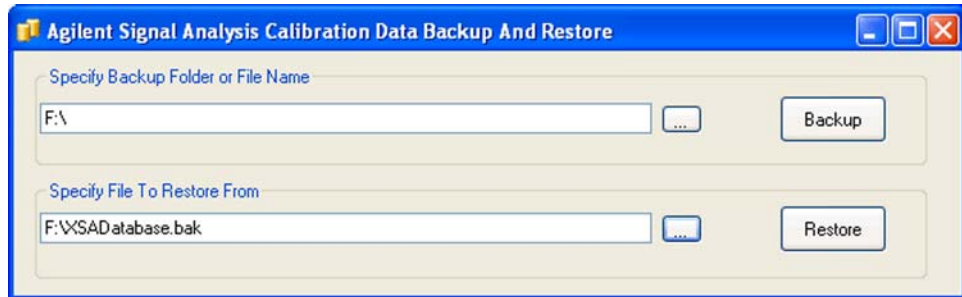 Agilent Signal Analysis Calibration Data Backup And Restore
Specify Backup Folder or File Name
F:\
...
Backup
Specify File To Restore From
F:\XSADatabase.bak
...
Restore